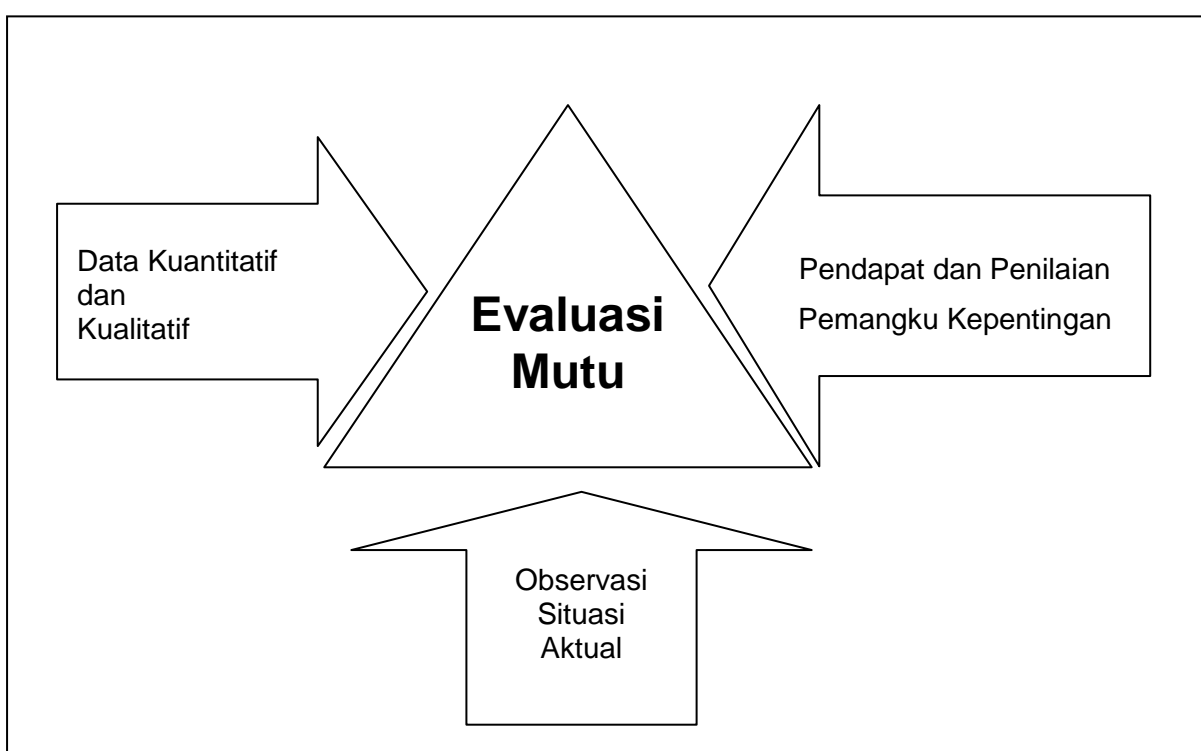 Data Kuantitatif
dan
Kualitatif
Evaluasi
Mutu
Pendapat dan Penilaian
Pemangku Kepentingan
Observasi
Situasi
Aktual